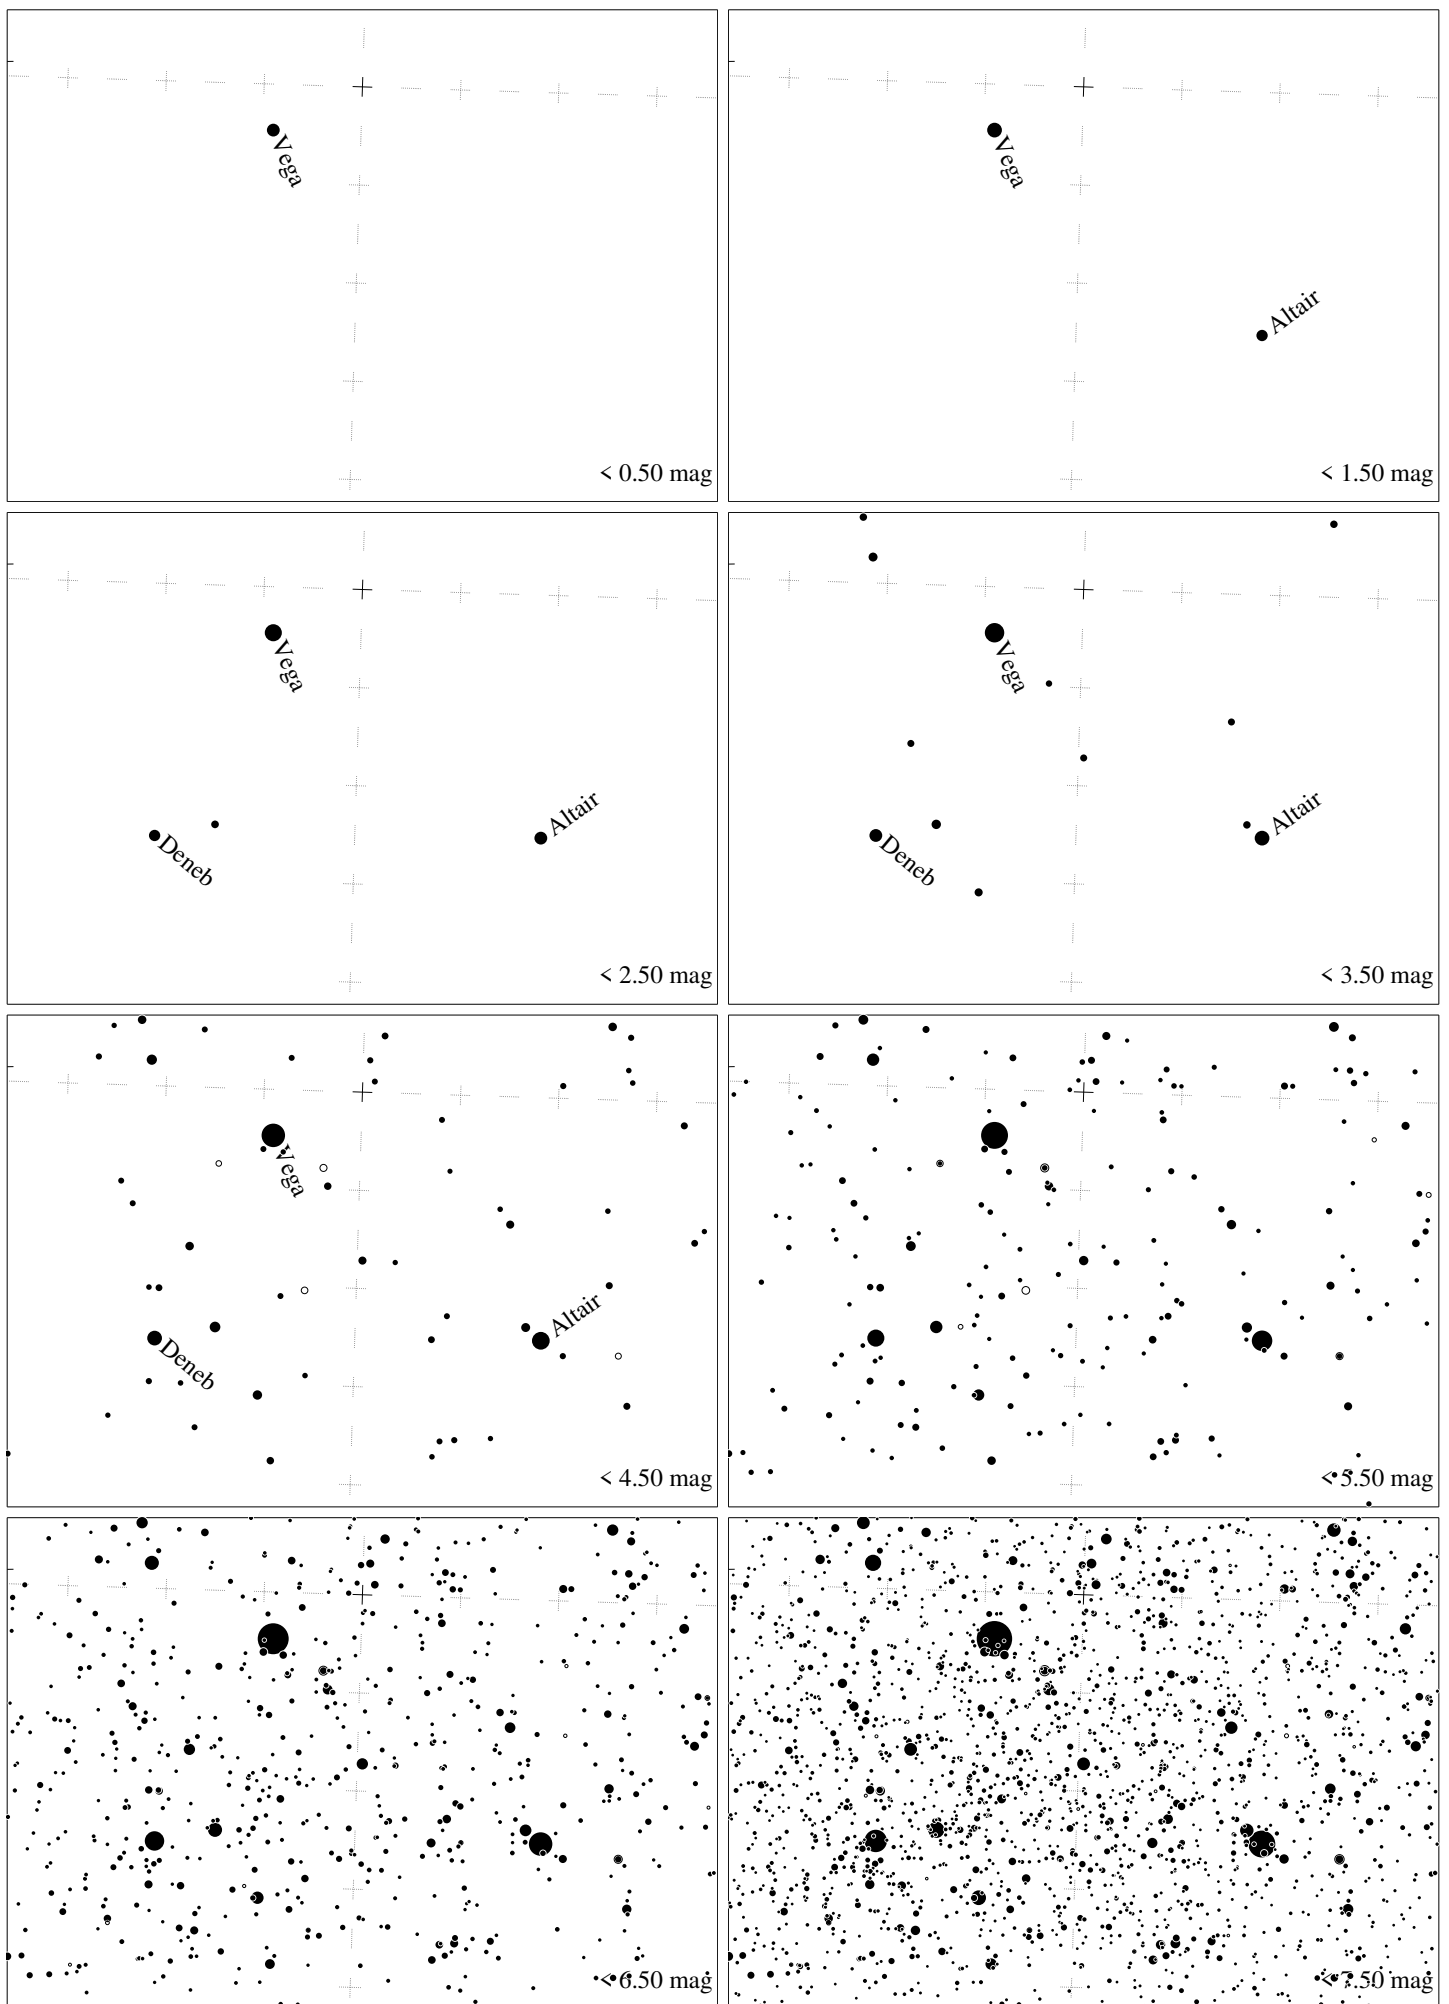 Vega
< 0.50 mag
Vega
Altair
< 1.50 mag
Vega
Altair
Deneb
< 2.50 mag
Vega
Altair
Deneb
< 3.50 mag
Vega
Altair
Deneb
< 4.50 mag
< 5.50 mag
< 6.50 mag
< 7.50 mag